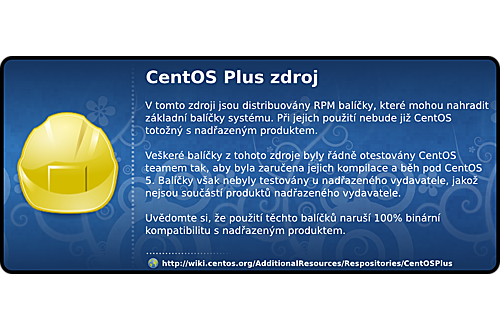 CentOS Plus zdroj
V tomto zdroji jsou distribuovány RPM balíčky, které mohou nahradit
základní balíčky systému. Při jejich použití nebude již CentOS
totožný s nadřazeným produktem.
Veškeré balíčky z tohoto zdroje byly řádně otestovány CentOS
teamem tak, aby byla zaručena jejich kompilace a běh pod CentOS
5. Balíčky však nebyly testovány u nadřazeného vydavatele, jakož
nejsou součástí produktů nadřazeného vydavatele.
Uvědomte si, že použití těchto balíčků naruší 100% binární
kompatibilitu s nadřazeným produktem.
http://wiki.centos.org/AdditionalResources/Respositories/CentOSPlus